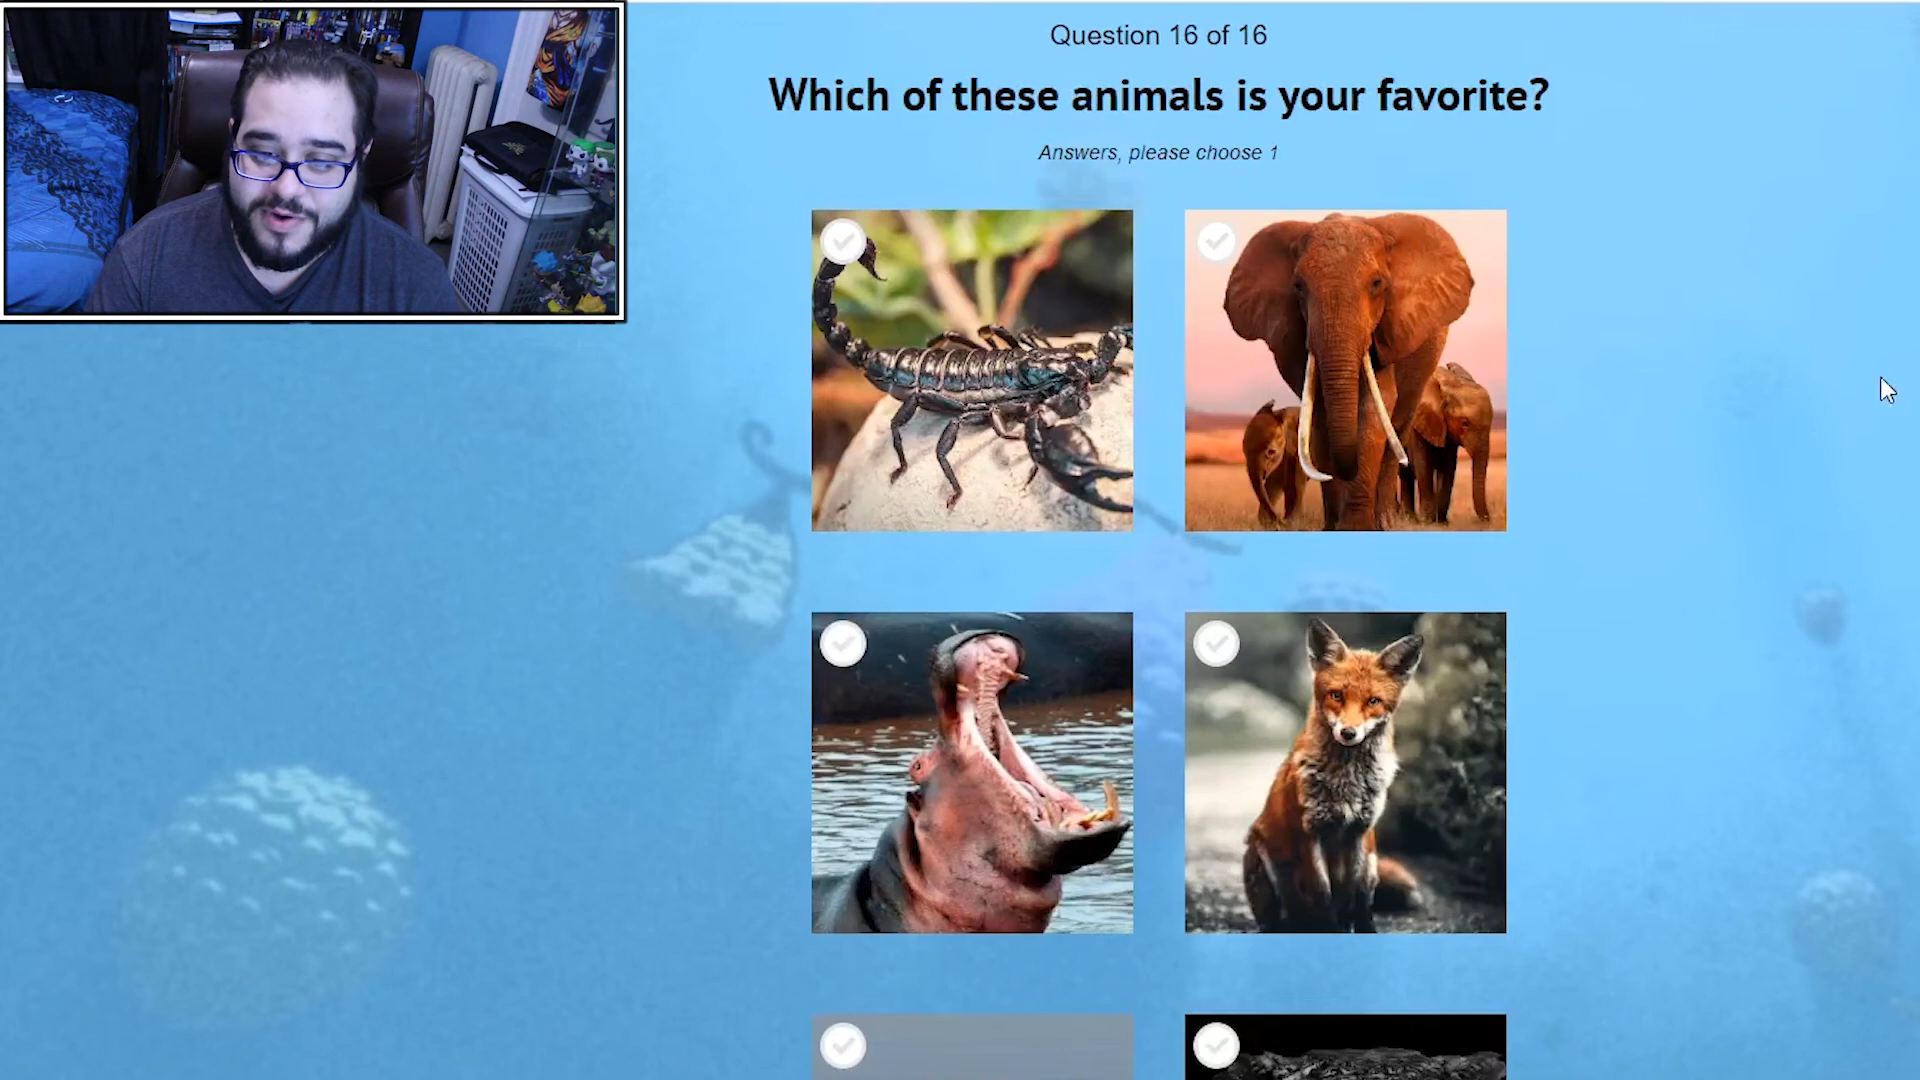 Question 16 of 16
Which of these animals is your favorite?
Answers, please choose 1